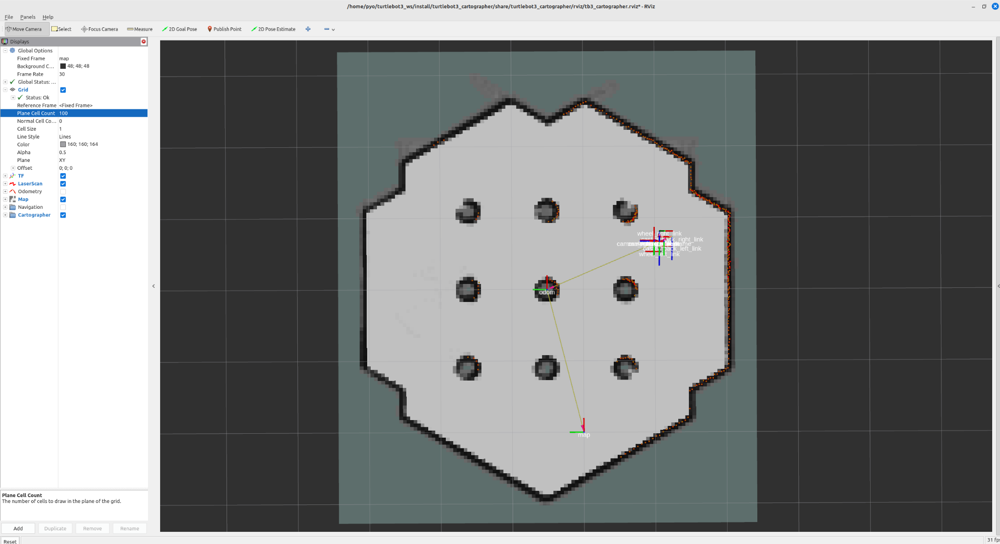 /home/pyo/turtlebot3_ws/install/turtlebot3_cartographer/share/turtlebot3_cartographer/rviz/tb3_cartographer.rviz* - RViz
File Panels Help
Move Camera Select Focus Camera Measure 2D Goal Pose Publish Point 2D Pose Estimate
Displays
Global Options
Fixed Frame map
Background C... 48; 48; 48
Frame Rate 30
Global Status: ...
Grid
Status: Ok
Reference Frame <Fixed Frame>
Plane Cell Count 100
Normal Cell Co... 0
Cell Size 1
Line Style Lines
Color 160; 160; 164
Alpha 0.5
Plane XY
Offset 0; 0; 0
TF
LaserScan
Odometry
Map
Navigation
Cartographer
wheel_right_link
back_right_link
back_left_link
wheel_left_link
odom
map
Plane Cell Count
The number of cells to draw in the plane of the grid.
Add Duplicate Remove Rename
Reset 31 fps